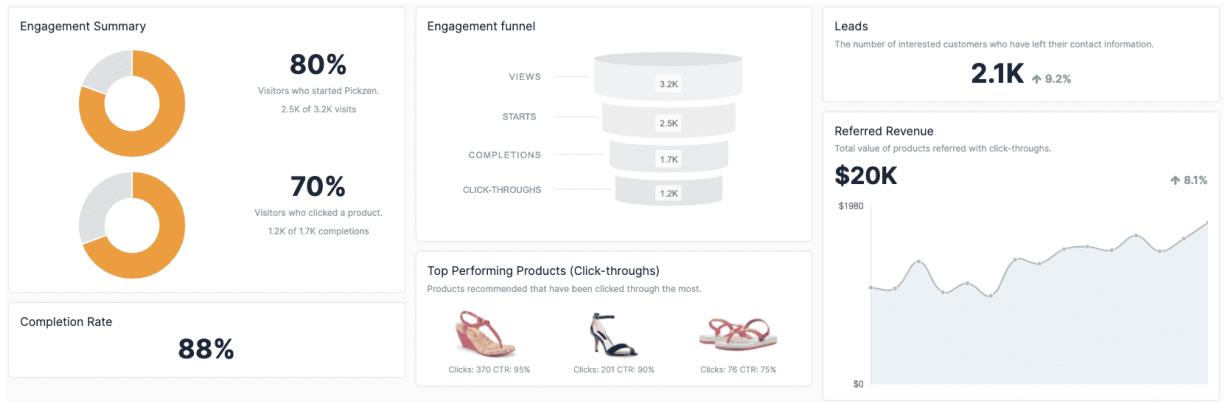 Engagement Summary
80%
Visitors who started Pickzen.
2.5K of 3.2K visits
70%
Visitors who clicked a product.
1.2K of 1.7K completions
Completion Rate
88%
Engagement funnel
VIEWS
3.2K
STARTS
2.5K
COMPLETIONS
1.7K
CLICK-THROUGHS
1.2K
Top Performing Products (Click-throughs)
Products recommended that have been clicked through the most.
Clicks: 370 CTR: 95%
Clicks: 201 CTR: 90%
Clicks: 76 CTR: 75%
Leads
The number of interested customers who have left their contact information.
2.1K ↑ 9.2%
Referred Revenue
Total value of products referred with click-throughs.
$20K
↑ 8.1%
$1980
$0